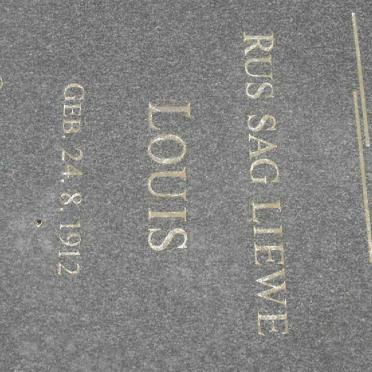 RUS SAG LIEWE
LOUIS
GEB. 24. 8. 1912